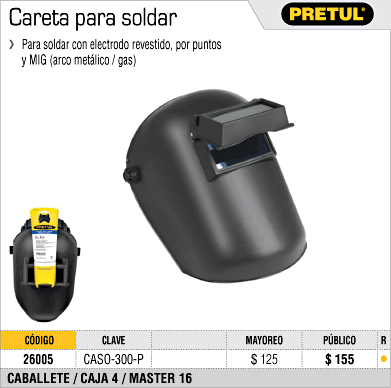 Careta para soldar
PRETUL®
❯ Para soldar con electrodo revestido, por puntos
y MIG (arco metálico / gas)
PRETUL
CÓDIGO CLAVE MAYOREO PÚBLICO R
26005 CASO-300-P $ 125 $ 155 ●
CABALLETE / CAJA 4 / MASTER 16